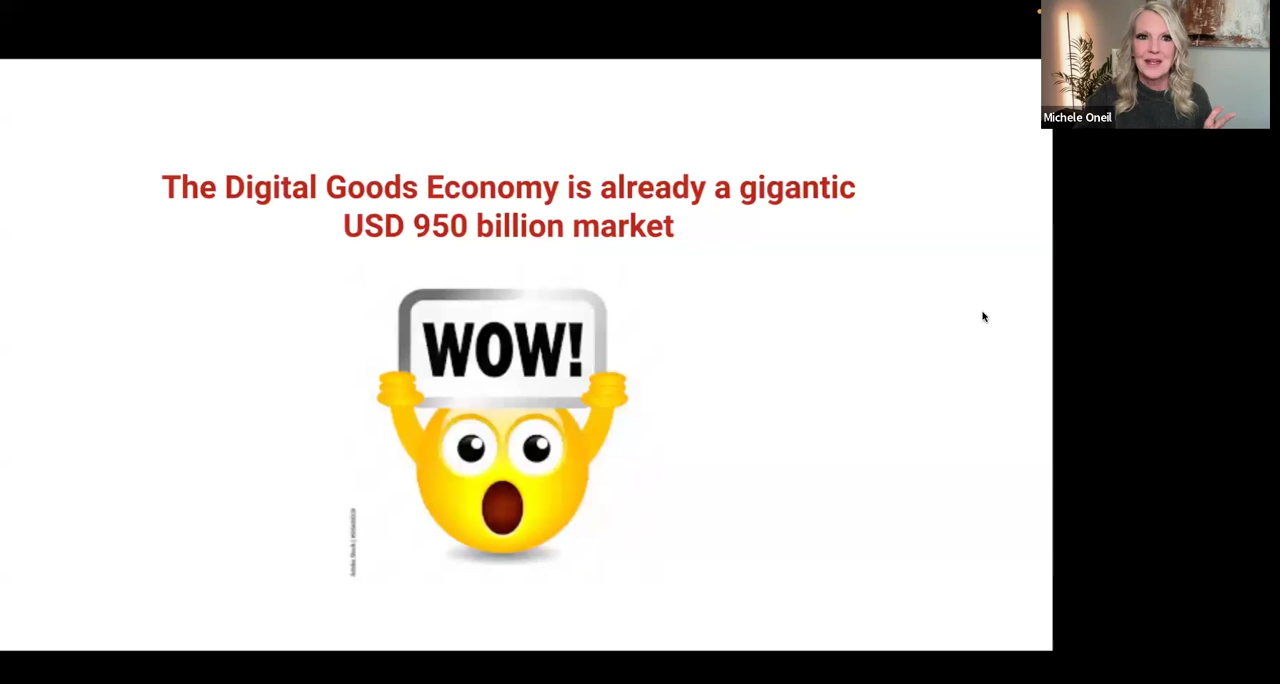 Michele Oneil
The Digital Goods Economy is already a gigantic
USD 950 billion market
WOW!